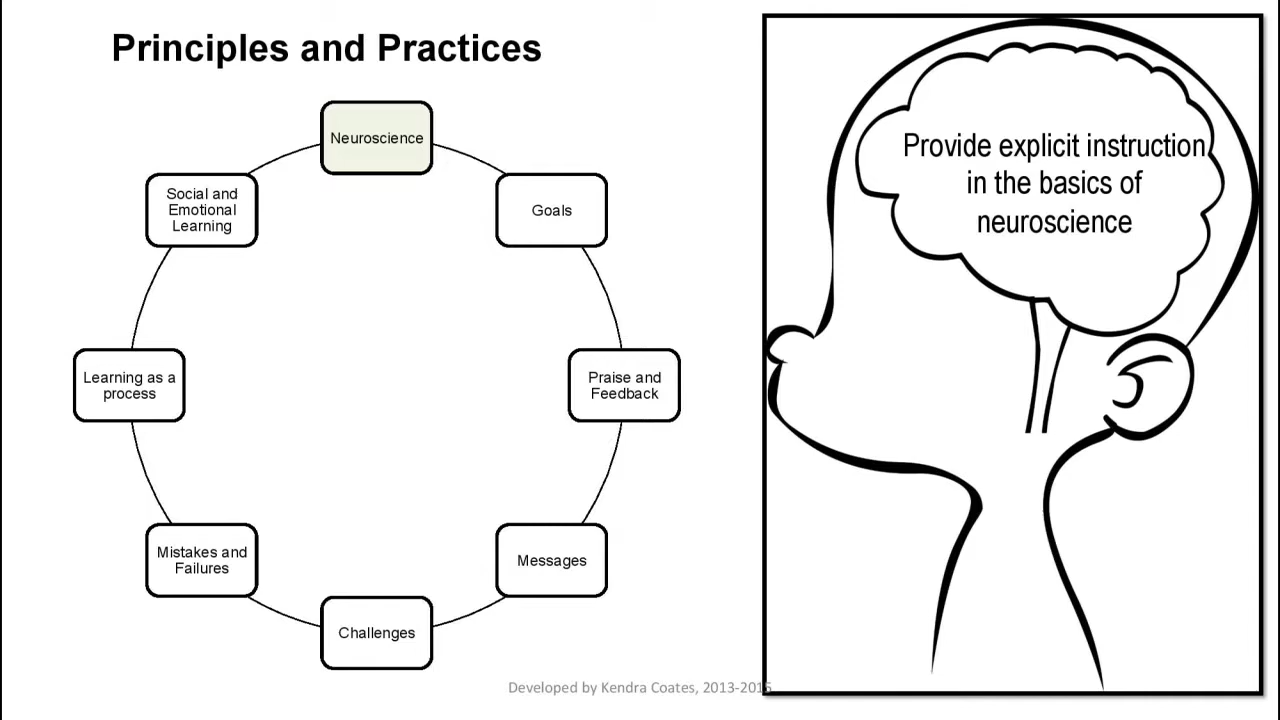 Principles and Practices
Neuroscience
Goals
Praise and
Feedback
Messages
Challenges
Mistakes and
Failures
Learning as a
process
Social and
Emotional
Learning
Provide explicit instruction
in the basics of
neuroscience
Developed by Kendra Coates, 2013-2015